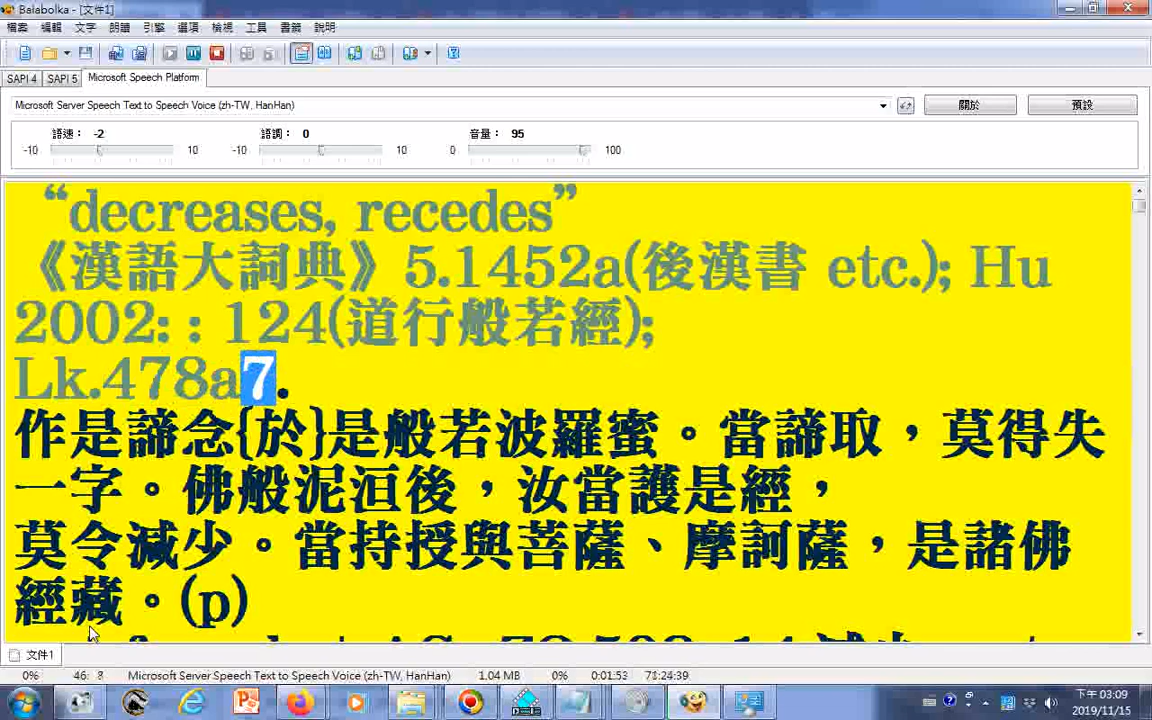 Balabolka - [文件1]
檔案 編輯 文字 朗讀 引擎 選項 檢視 工具 書籤 說明
SAPI 4 SAPI 5 Microsoft Speech Platform
Microsoft Server Speech Text to Speech Voice (zh-TW, HanHan) 關於 預設
語速： -2 語調： 0 音量： 95
-10 10 -10 10 0 100
“decreases, recedes”
《漢語大詞典》5.1452a(後漢書 etc.); Hu
2002: : 124(道行般若經);
Lk.478a7.
作是諦念{於}是般若波羅蜜。當諦取，莫得失
一字。佛般泥洹後，汝當護是經，
莫令減少。當持授與菩薩、摩訶薩，是諸佛
經藏。(p)
文件1
0% 46: 8 Microsoft Server Speech Text to Speech Voice (zh-TW, HanHan) 1.04 MB 0% 0:01:53 71:24:39
下午 03:09
2019/11/15